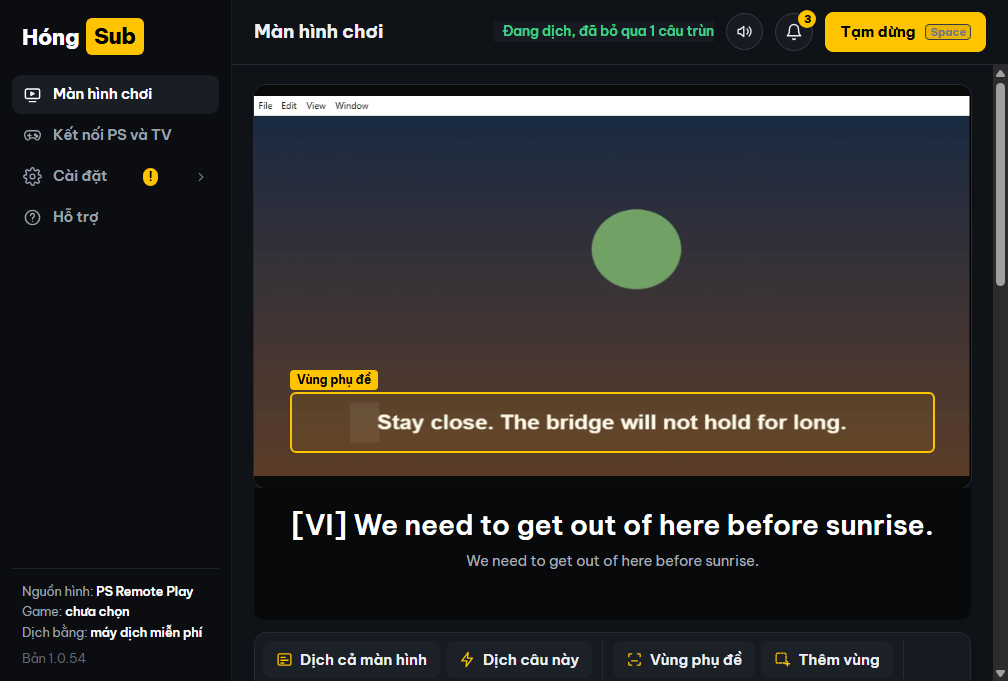 Hóng Sub
Màn hình chơi
Kết nối PS và TV
Cài đặt !
Hỗ trợ
Nguồn hình: PS Remote Play
Game: chưa chọn
Dịch bằng: máy dịch miễn phí
Bản 1.0.54
Màn hình chơi
Đang dịch, đã bỏ qua 1 câu trùn
3
Tạm dừng Space
File Edit View Window
Vùng phụ đề
Stay close. The bridge will not hold for long.
[VI] We need to get out of here before sunrise.
We need to get out of here before sunrise.
Dịch cả màn hình Dịch câu này Vùng phụ đề Thêm vùng